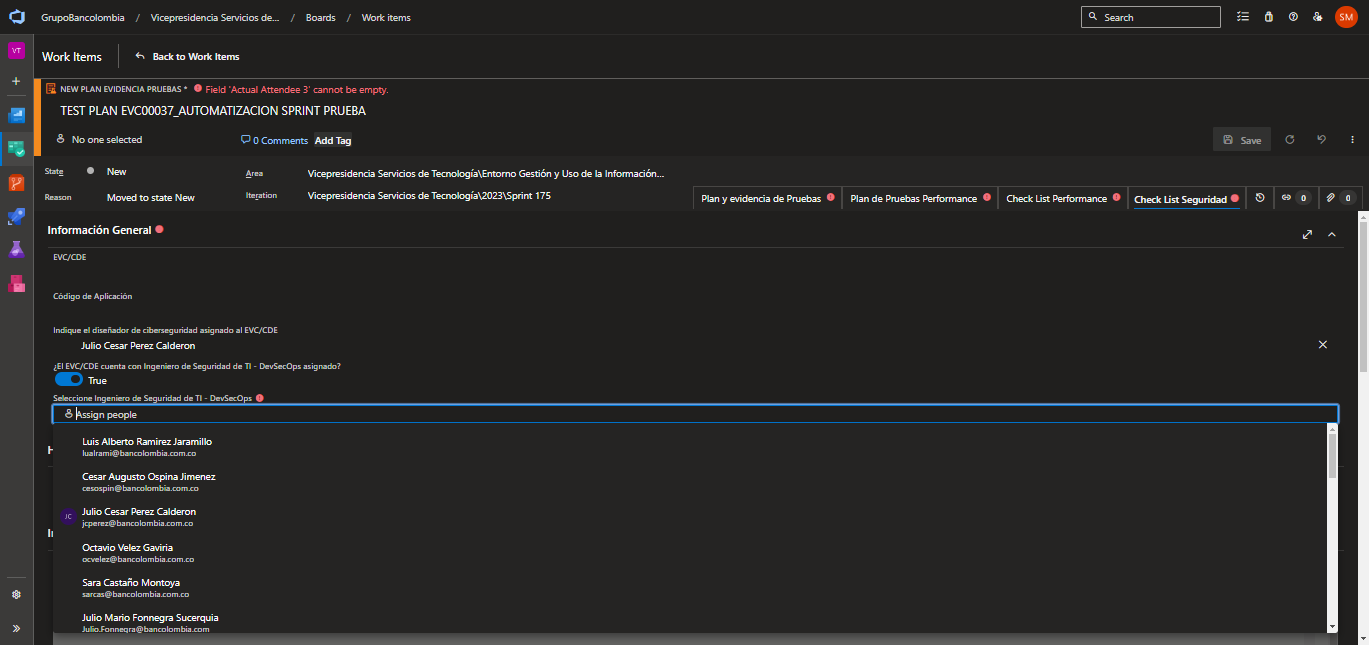 GrupoBancolombia / Vicepresidencia Servicios de... / Boards / Work items
Search
SM
VT
Work Items
Back to Work Items
NEW PLAN EVIDENCIA PRUEBAS * Field 'Actual Attendee 3' cannot be empty.
TEST PLAN EVC00037_AUTOMATIZACION SPRINT PRUEBA
No one selected
0 Comments
Add Tag
Save
State New
Area Vicepresidencia Servicios de Tecnología\Entorno Gestión y Uso de la Información...
Reason Moved to state New
Iteration Vicepresidencia Servicios de Tecnología\2023\Sprint 175
Plan y evidencia de Pruebas
Plan de Pruebas Performance
Check List Performance
Check List Seguridad
0
0
Información General
EVC/CDE
Código de Aplicación
Indique el diseñador de ciberseguridad asignado al EVC/CDE
Julio Cesar Perez Calderon
¿El EVC/CDE cuenta con Ingeniero de Seguridad de TI - DevSecOps asignado?
True
Seleccione Ingeniero de Seguridad de TI - DevSecOps
Assign people
Luis Alberto Ramirez Jaramillo
lualrami@bancolombia.com.co
Cesar Augusto Ospina Jimenez
cesospin@bancolombia.com.co
JC
Julio Cesar Perez Calderon
jcperez@bancolombia.com.co
Octavio Velez Gaviria
ocvelez@bancolombia.com.co
Sara Castaño Montoya
sarcas@bancolombia.com.co
Julio Mario Fonnegra Sucerquia
Julio.Fonnegra@bancolombia.com